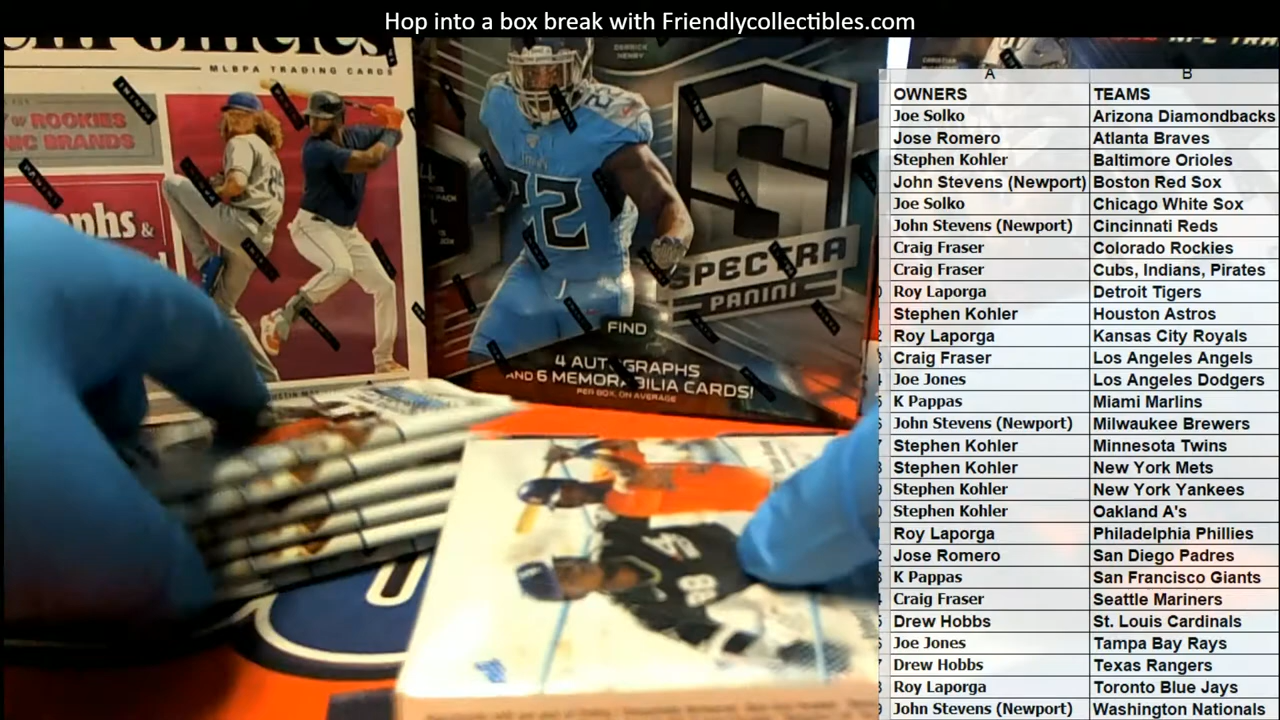 Hop into a box break with Friendlycollectibles.com
MLBPA TRADING CARDS
ROOKIES
NIC BRANDS
phs &
DERRICK
HENRY
22
SPECTRA
PANINI
FIND
4 AUTOGRAPHS
AND 6 MEMORABILIA CARDS!
PER BOX, ON AVERAGE
88
A B
OWNERS TEAMS
Joe Solko Arizona Diamondbacks
Jose Romero Atlanta Braves
Stephen Kohler Baltimore Orioles
John Stevens (Newport) Boston Red Sox
Joe Solko Chicago White Sox
John Stevens (Newport) Cincinnati Reds
Craig Fraser Colorado Rockies
Craig Fraser Cubs, Indians, Pirates
Roy Laporga Detroit Tigers
Stephen Kohler Houston Astros
Roy Laporga Kansas City Royals
Craig Fraser Los Angeles Angels
Joe Jones Los Angeles Dodgers
K Pappas Miami Marlins
John Stevens (Newport) Milwaukee Brewers
Stephen Kohler Minnesota Twins
Stephen Kohler New York Mets
Stephen Kohler New York Yankees
Stephen Kohler Oakland A's
Roy Laporga Philadelphia Phillies
Jose Romero San Diego Padres
K Pappas San Francisco Giants
Craig Fraser Seattle Mariners
Drew Hobbs St. Louis Cardinals
Joe Jones Tampa Bay Rays
Drew Hobbs Texas Rangers
Roy Laporga Toronto Blue Jays
John Stevens (Newport) Washington Nationals